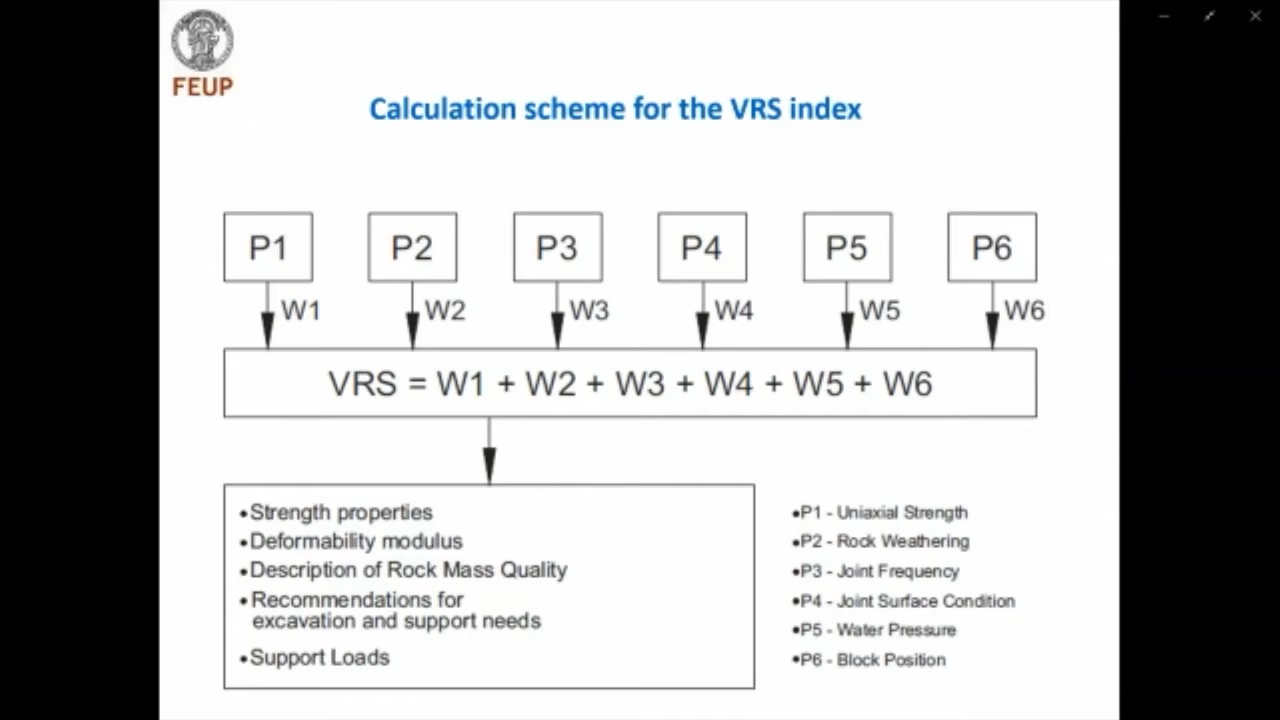 FEUP
Calculation scheme for the VRS index
P1 P2 P3 P4 P5 P6
W1 W2 W3 W4 W5 W6
VRS = W1 + W2 + W3 + W4 + W5 + W6
•Strength properties
•Deformability modulus
•Description of Rock Mass Quality
•Recommendations for
excavation and support needs
•Support Loads
•P1 - Uniaxial Strength
•P2 - Rock Weathering
•P3 - Joint Frequency
•P4 - Joint Surface Condition
•P5 - Water Pressure
•P6 - Block Position